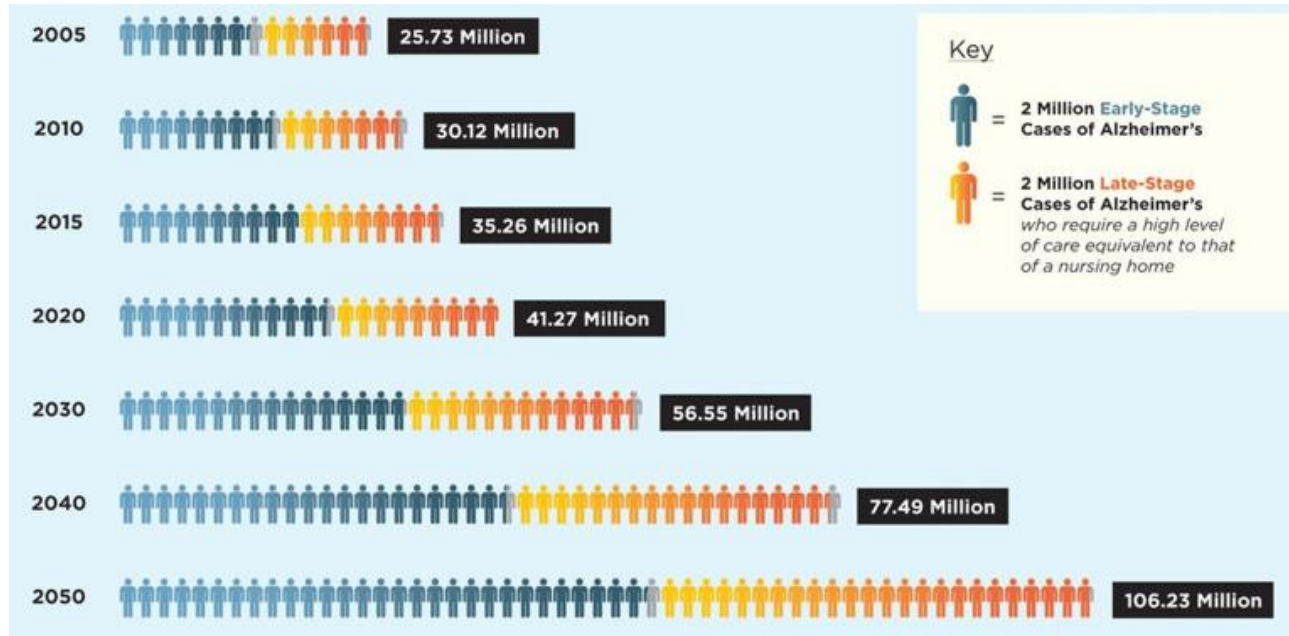 2005
25.73 Million
2010
30.12 Million
2015
35.26 Million
2020
41.27 Million
2030
56.55 Million
2040
77.49 Million
2050
106.23 Million
Key
= 2 Million Early-Stage
Cases of Alzheimer's
= 2 Million Late-Stage
Cases of Alzheimer's
who require a high level
of care equivalent to that
of a nursing home